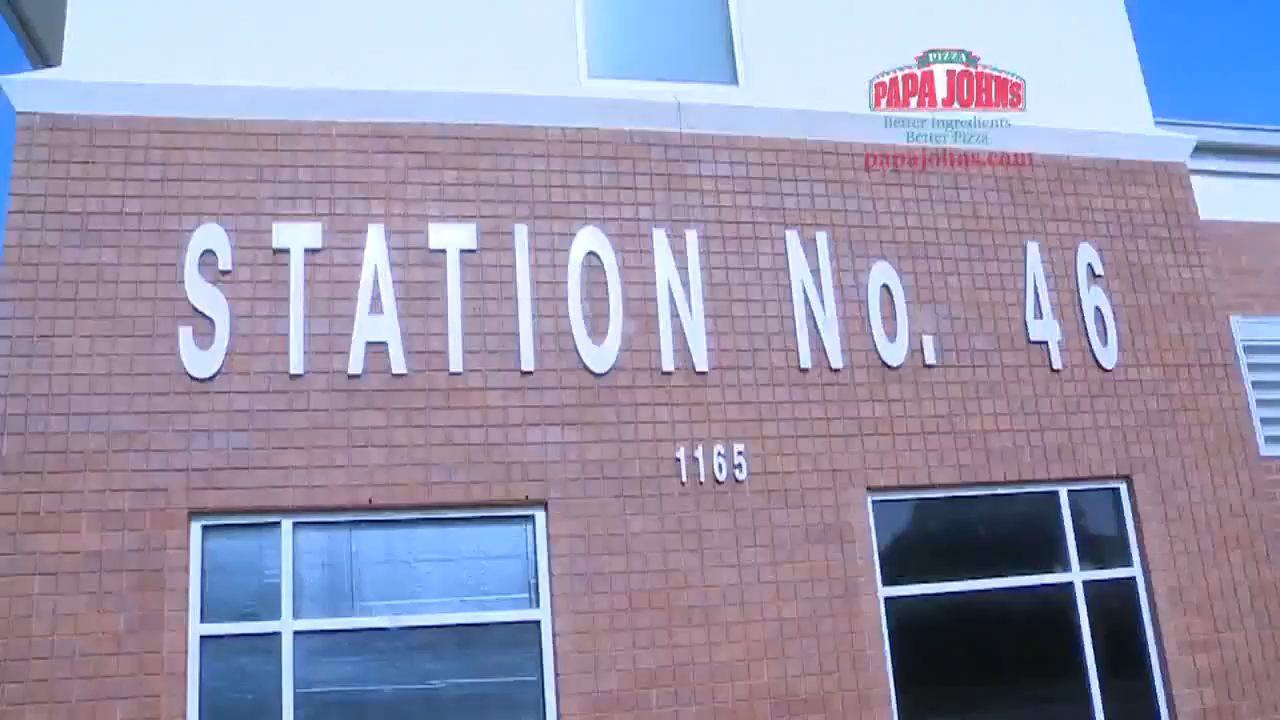 PIZZA
PAPA JOHNS
Better Ingredients
Better Pizza
papajohns.com
STATION No. 46
1165